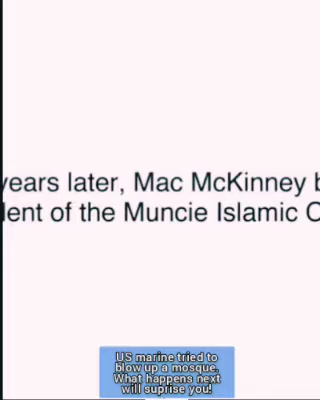 years later, Mac McKinney b
dent of the Muncie Islamic C
US marine tried to
blow up a mosque.
What happens next
will suprise you!